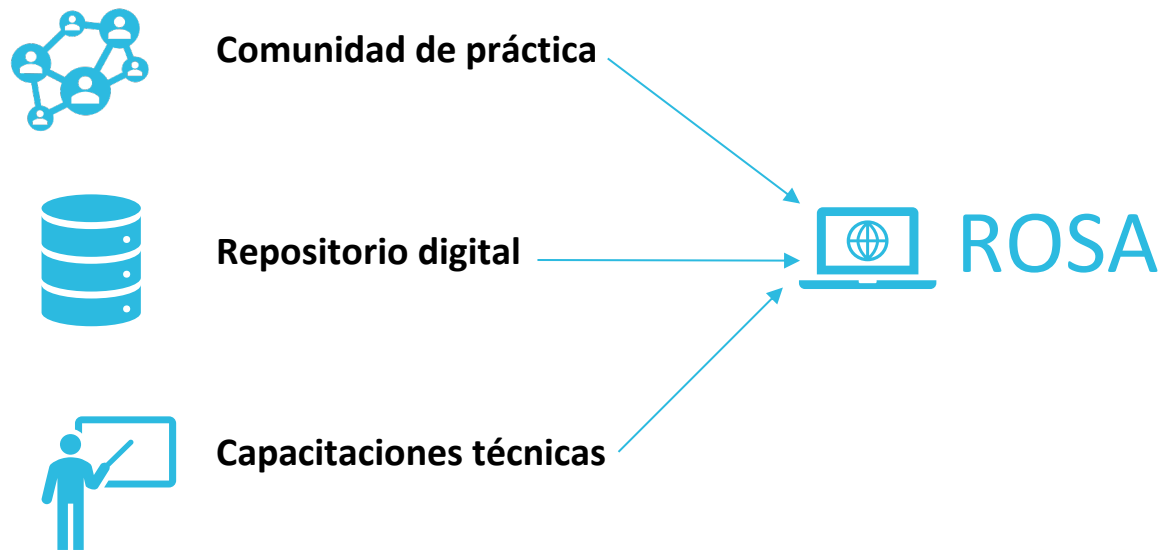 Comunidad de práctica
Repositorio digital
ROSA
Capacitaciones técnicas